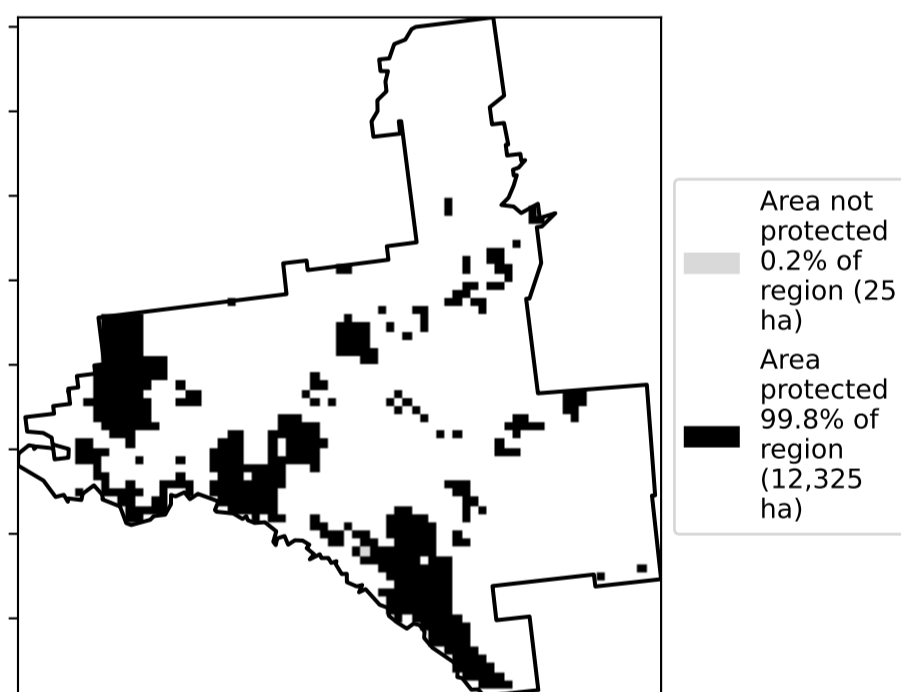 Area not
protected
0.2% of
region (25
ha)
Area
protected
99.8% of
region
(12,325
ha)